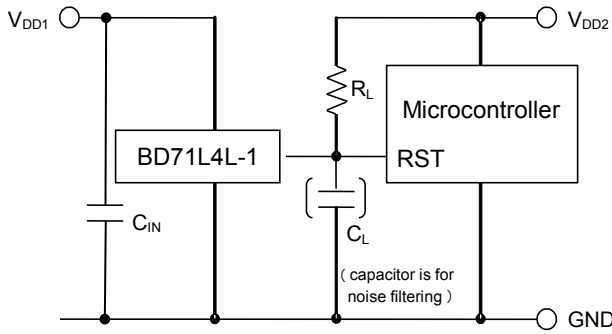 VDD1
VDD2
RL
Microcontroller
BD71L4L-1
RST
CIN
CL
( capacitor is for
noise filtering )
GND